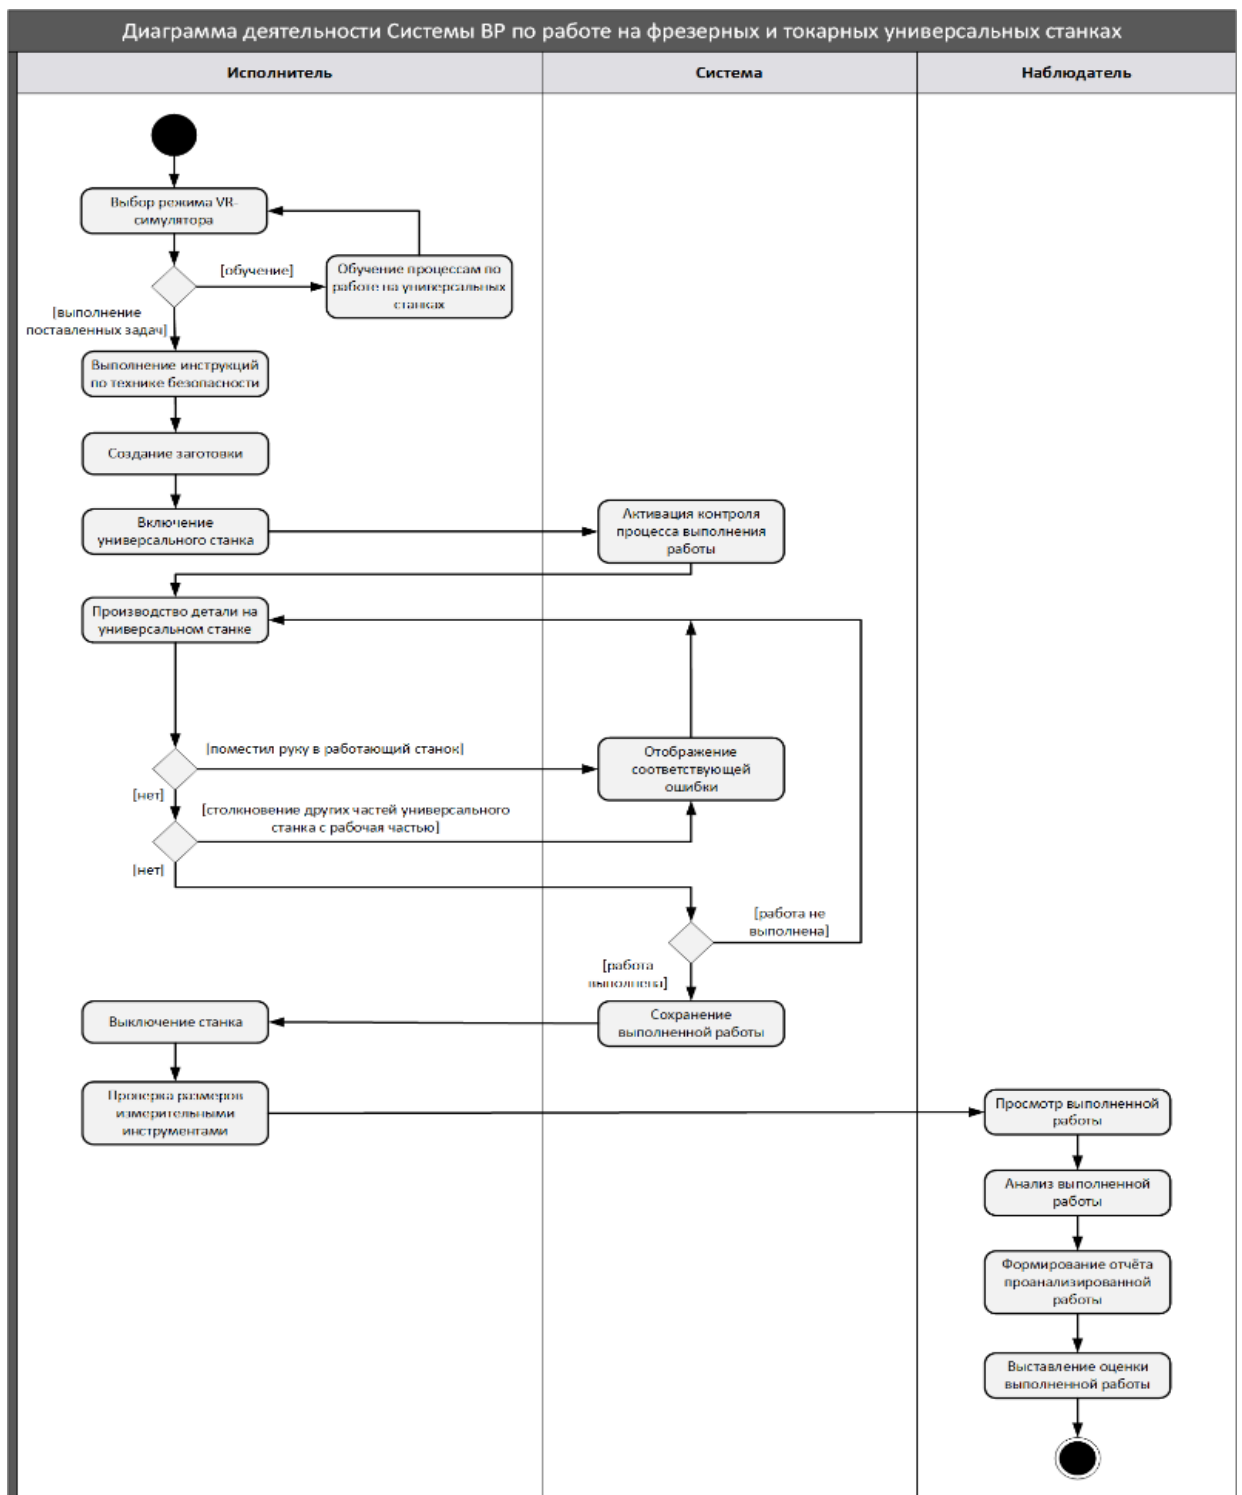 Диаграмма деятельности Системы ВР по работе на фрезерных и токарных универсальных станках
Исполнитель
Система
Наблюдатель
Выбор режима VR-
симулятора
[обучение]
Обучение процессам по
работе на универсальных
станках
[выполнение
поставленных задач]
Выполнение инструкций
по технике безопасности
Создание заготовки
Включение
универсального станка
Активация контроля
процесса выполнения
работы
Производство детали на
универсальном станке
[поместил руку в работающий станок]
Отображение
соответствующей
ошибки
[нет]
[столкновение других частей универсального
станка с рабочая частью]
[нет]
[работа не
выполнена]
[работа
выполнена]
Сохранение
выполненной работы
Выключение станка
Проверка размеров
измерительными
инструментами
Просмотр выполненной
работы
Анализ выполненной
работы
Формирование отчёта
проанализированной
работы
Выставление оценки
выполненной работы